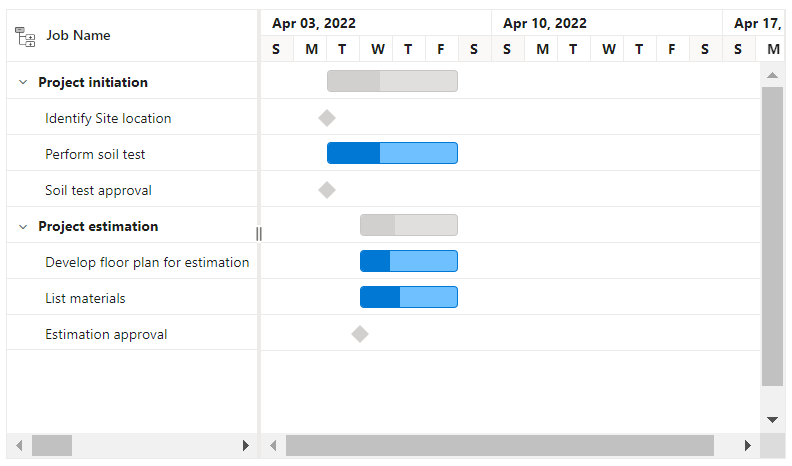 Job Name
Apr 03, 2022 Apr 10, 2022 Apr 17,
S M T W T F S S M T W T F S S M
Project initiation
Identify Site location
Perform soil test
Soil test approval
Project estimation
Develop floor plan for estimation
List materials
Estimation approval